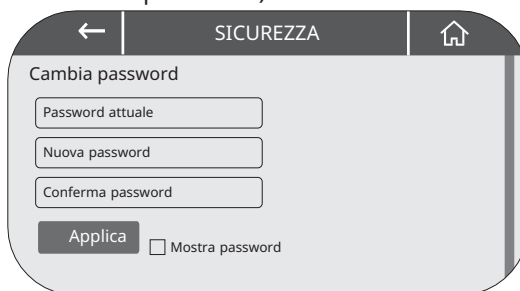 SICUREZZA
Cambia password
Password attuale
Nuova password
Conferma password
Applica
Mostra password